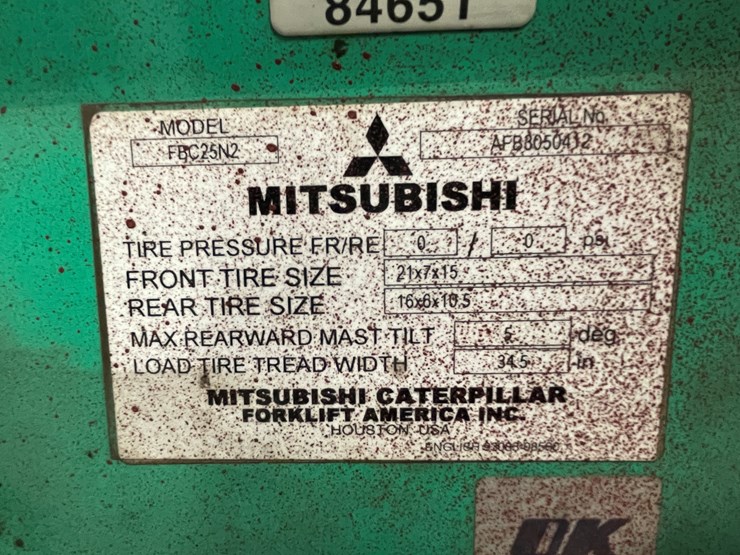 84651
MODEL
FBC25N2
SERIAL No.
AFB8050412
MITSUBISHI
TIRE PRESSURE FR/RE 0 / 0 psi
FRONT TIRE SIZE 21x7x15
REAR TIRE SIZE 16x6x10.5
MAX REARWARD MAST TILT 5 deg.
LOAD TIRE TREAD WIDTH 34.5 in
MITSUBISHI CATERPILLAR
FORKLIFT AMERICA INC.
HOUSTON, USA
ENGLISH